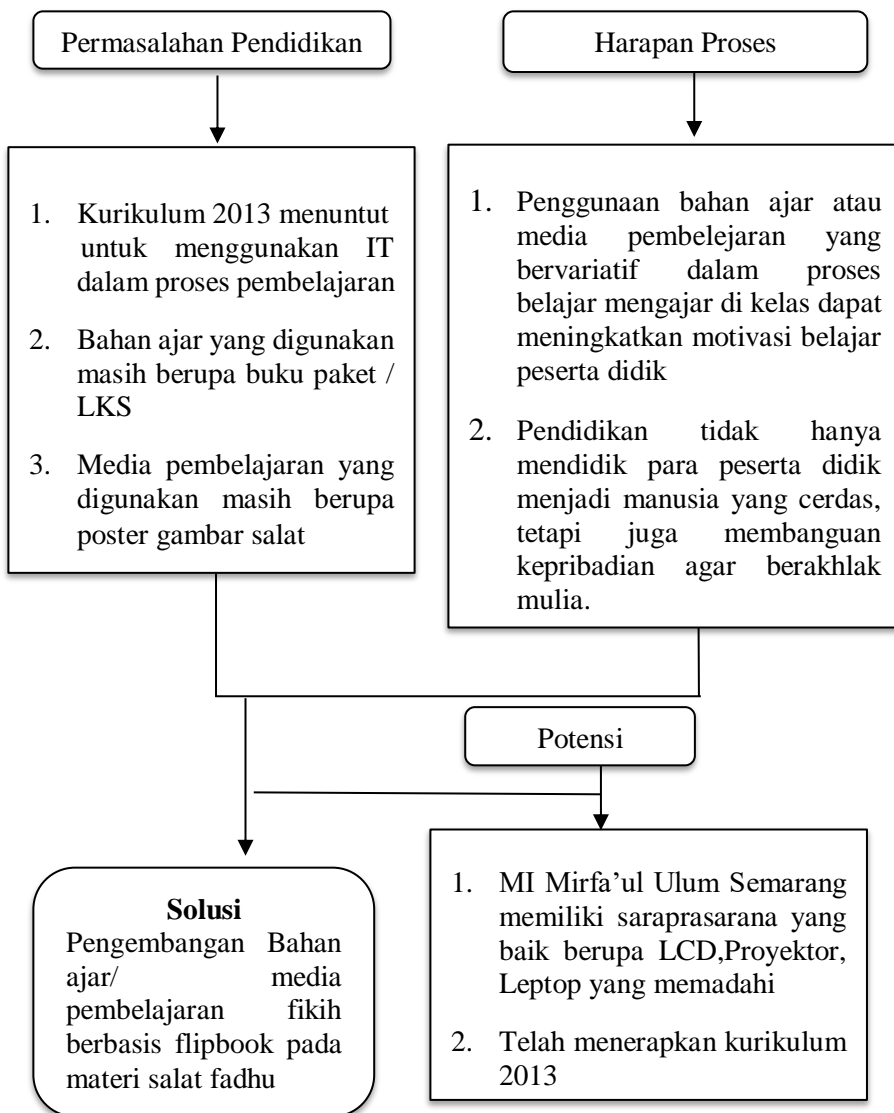 Permasalahan Pendidikan
Harapan Proses
1. Kurikulum 2013 menuntut
untuk menggunakan IT
dalam proses pembelajaran
2. Bahan ajar yang digunakan
masih berupa buku paket /
LKS
3. Media pembelajaran yang
digunakan masih berupa
poster gambar salat
1. Penggunaan bahan ajar atau
media pembelejaran yang
bervariatif dalam proses
belajar mengajar di kelas dapat
meningkatkan motivasi belajar
peserta didik
2. Pendidikan tidak hanya
mendidik para peserta didik
menjadi manusia yang cerdas,
tetapi juga membanguan
kepribadian agar berakhlak
mulia.
Potensi
Solusi
Pengembangan Bahan
ajar/ media
pembelajaran fikih
berbasis flipbook pada
materi salat fadhu
1. MI Mirfa’ul Ulum Semarang
memiliki saraprasarana yang
baik berupa LCD,Proyektor,
Leptop yang memadahi
2. Telah menerapkan kurikulum
2013